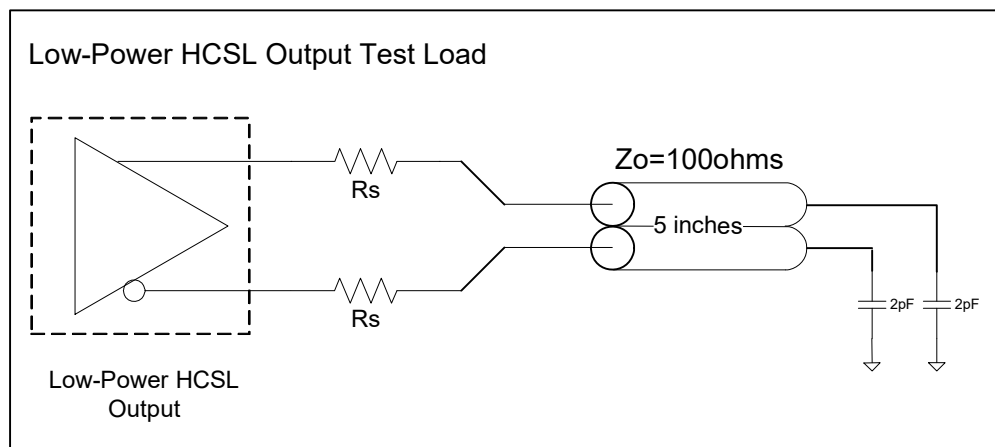 Low-Power HCSL Output Test Load
Rs
Zo=100ohms
5 inches
Rs
2pF
2pF
Low-Power HCSL
Output